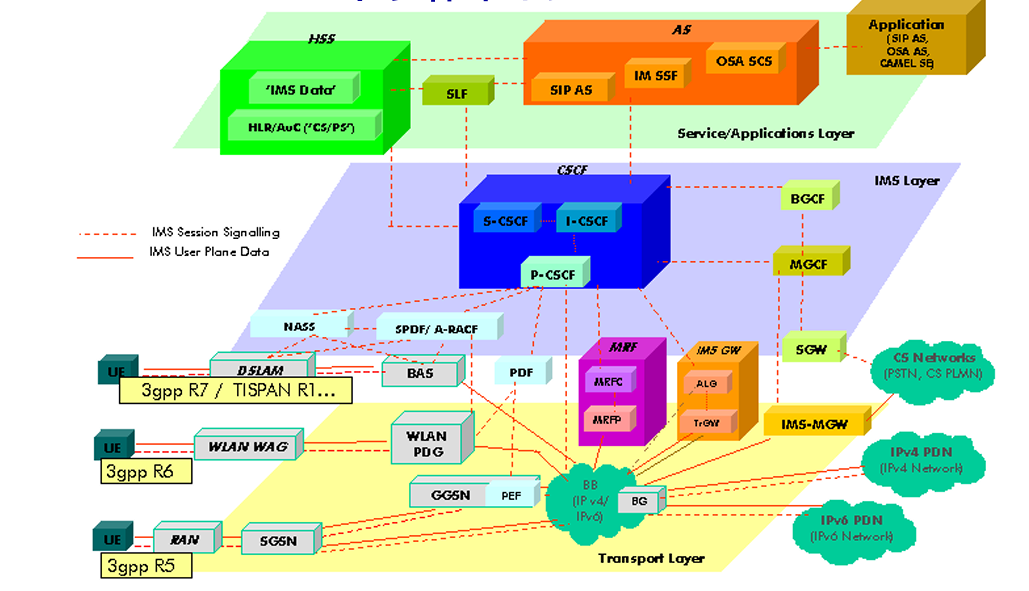 HSS
AS
Application
(SIP AS,
OSA AS,
CAMEL SE)
'IMS Data'
SLF
SIP AS
IM SSF
OSA SCS
HLR/AuC ('CS/PS')
Service/Applications Layer
CSCF
IMS Layer
S-CSCF
I-CSCF
BGCF
IMS Session Signalling
IMS User Plane Data
P-CSCF
MGCF
NASS
SPDF/ A-RACF
MRF
IMS GW
SGW
CS Networks
(PSTN, CS PLMN)
UE
DSLAM
BAS
PDF
MRFC
ALG
3gpp R7 / TISPAN R1...
MRFP
TrGW
IMS-MGW
UE
WLAN WAG
WLAN
PDG
3gpp R6
IPv4 PDN
(IPv4 Network)
GGSN
PEF
BB
(IP v4/
IPv6)
BG
UE
RAN
SGSN
IPv6 PDN
(IPv6 Network)
3gpp R5
Transport Layer